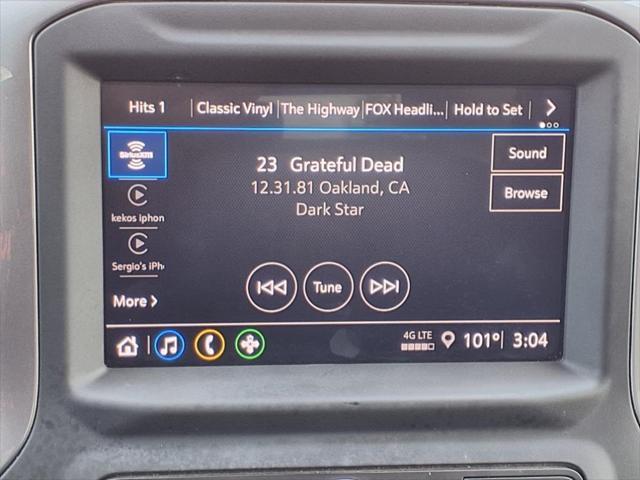 Hits 1 Classic Vinyl The Highway FOX Headli... Hold to Set
SiriusXM
23 Grateful Dead
12.31.81 Oakland, CA
Dark Star
Sound
Browse
kekos iphon
Sergio's iPh
More
Tune
4G LTE
101° 3:04